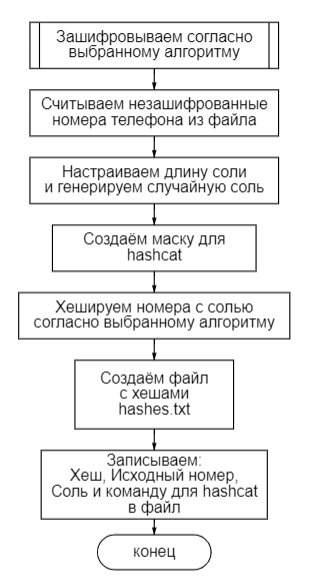 Зашифровываем согласно
выбранному алгоритму
Считываем незашифрованные
номера телефона из файла
Настраиваем длину соли
и генерируем случайную соль
Создаём маску для
hashcat
Хешируем номера с солью
согласно выбранному алгоритму
Создаём файл
с хешами
hashes.txt
Записываем:
Хеш, Исходный номер,
Соль и команду для hashcat
в файл
конец